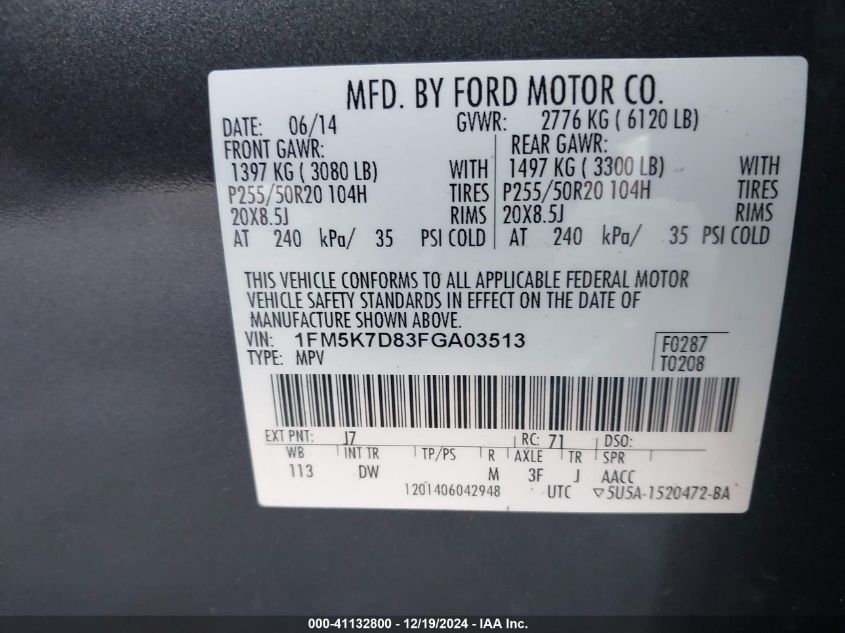 MFD. BY FORD MOTOR CO.
DATE: 06/14 GVWR: 2776 KG ( 6120 LB)
FRONT GAWR: REAR GAWR:
1397 KG ( 3080 LB) WITH 1497 KG ( 3300 LB) WITH
P255/50R20 104H TIRES P255/50R20 104H TIRES
20X8.5J RIMS 20X8.5J RIMS
AT 240 kPa/ 35 PSI COLD AT 240 kPa/ 35 PSI COLD
THIS VEHICLE CONFORMS TO ALL APPLICABLE FEDERAL MOTOR
VEHICLE SAFETY STANDARDS IN EFFECT ON THE DATE OF
MANUFACTURE SHOWN ABOVE.
VIN: 1FM5K7D83FGA03513 F0287
TYPE: MPV T0208
EXT PNT: J7 RC: 71 DSO:
WB INT TR TP/PS R AXLE TR SPR
113 DW M 3F J AACC
1201406042948 UTC ▽5U5A-1520472-BA
000-41132800 - 12/19/2024 - IAA Inc.